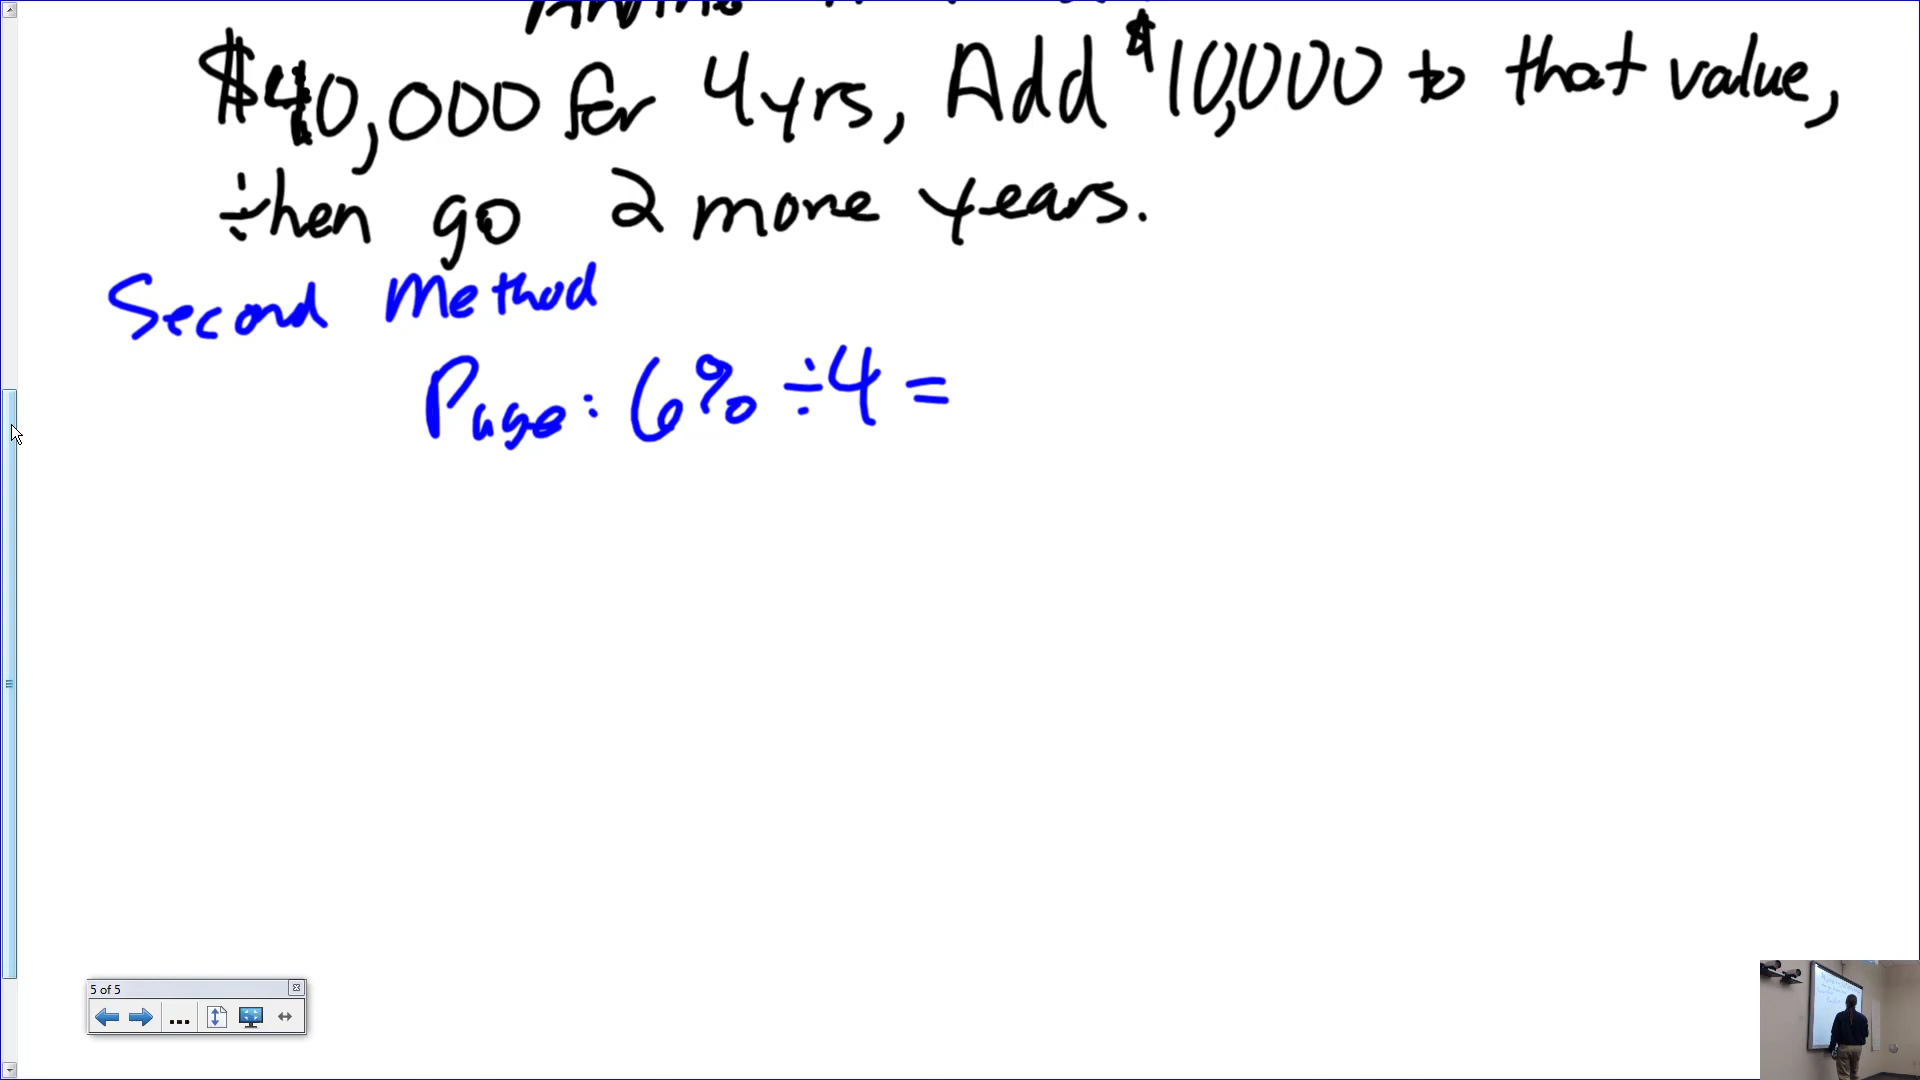 $40,000 for 4yrs, Add $10,000 to that value,
then go 2 more years.
Second Method
Page: 6% ÷ 4 =
5 of 5